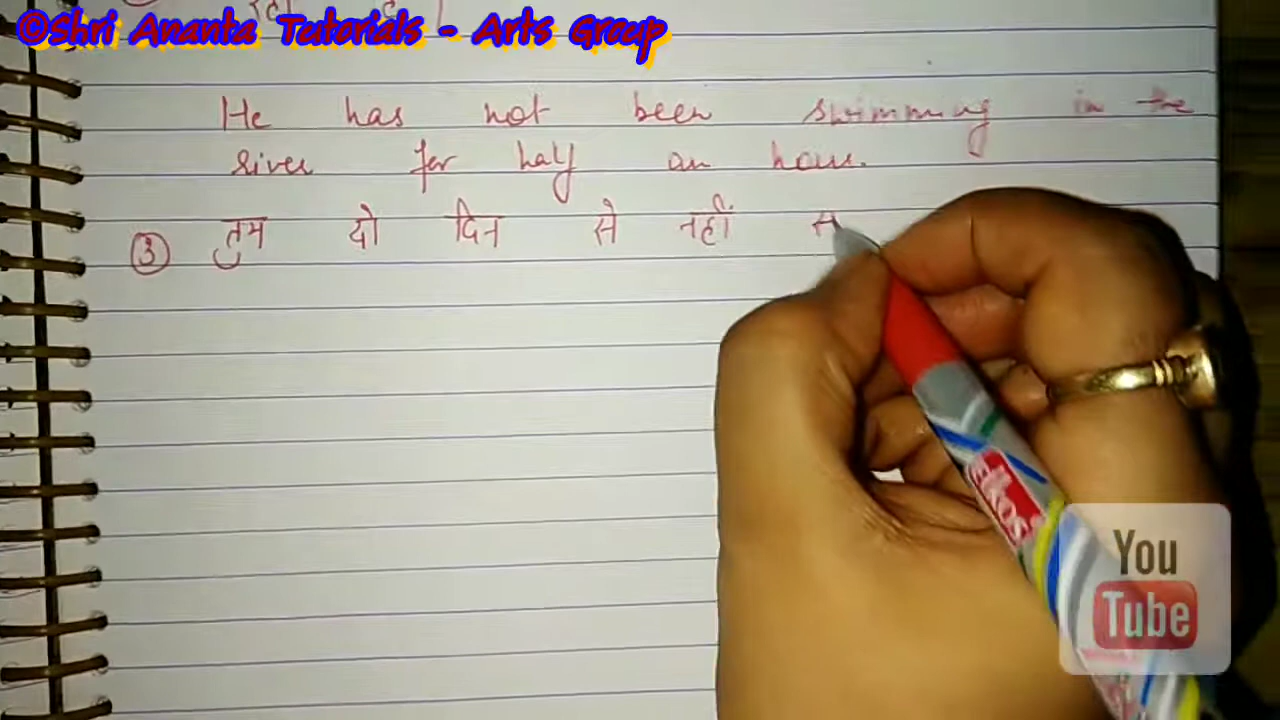 ©Shri Ananta Tutorials - Arts Group
He has not been swimming in the
river for half an hour.
③ तुम दो दिन से नहीं स
elkos
You
Tube